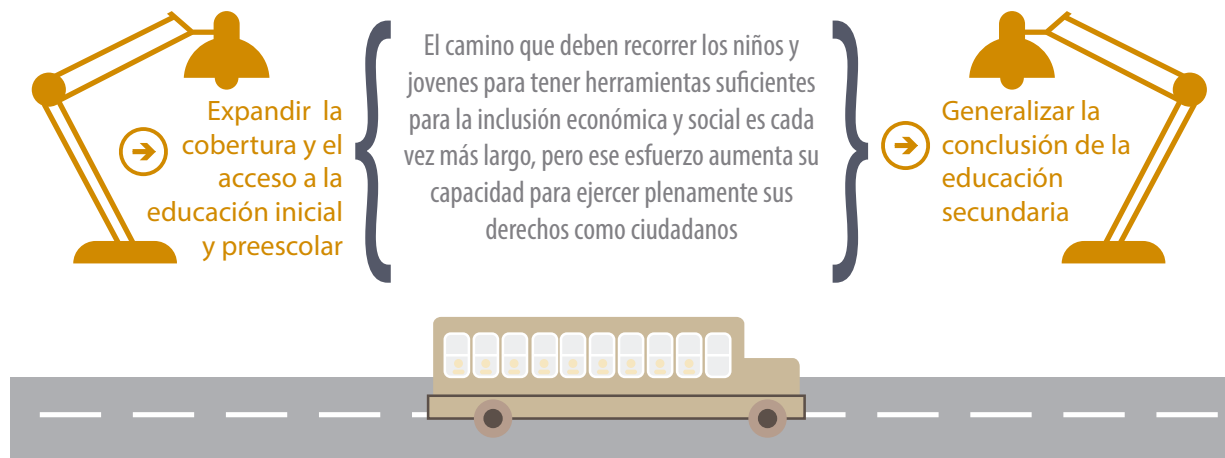 Expandir la
cobertura y el
acceso a la
educación inicial
y preescolar
El camino que deben recorrer los niños y
jovenes para tener herramientas suficientes
para la inclusión económica y social es cada
vez más largo, pero ese esfuerzo aumenta su
capacidad para ejercer plenamente sus
derechos como ciudadanos
Generalizar la
conclusión de la
educación
secundaria